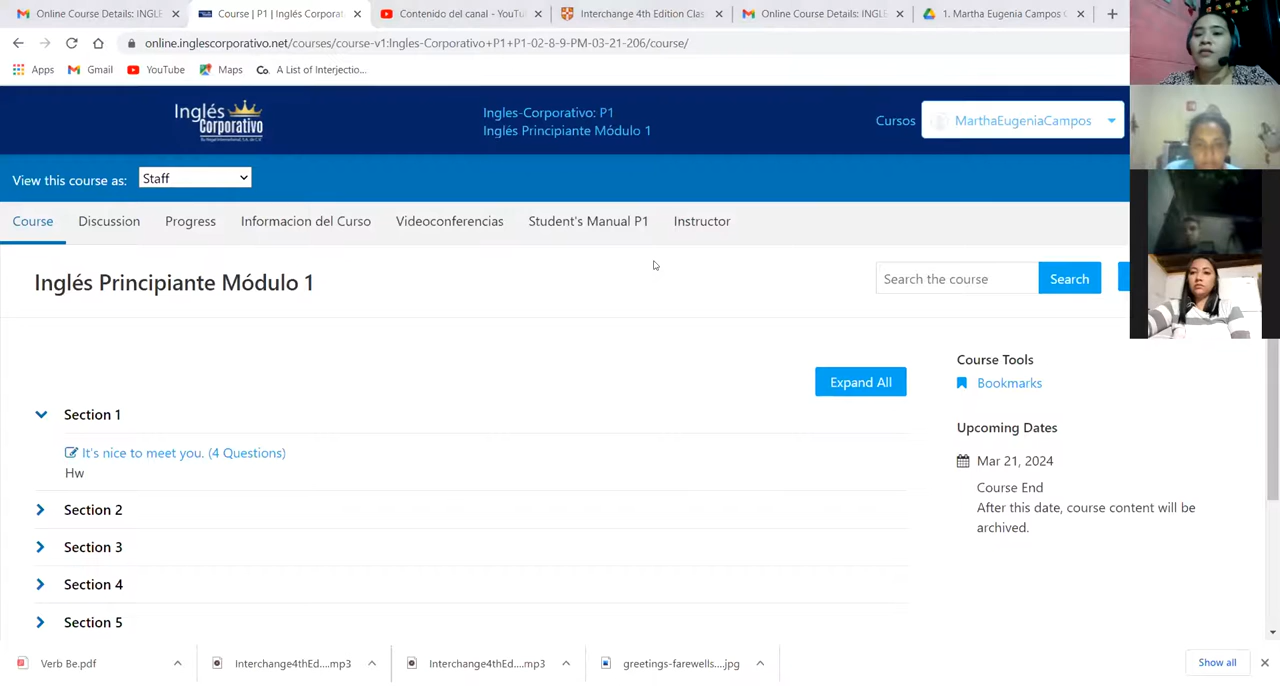 Online Course Details: INGLE
Course | P1 | Inglés Corporat
Contenido del canal - YouTu
Interchange 4th Edition Clas
Online Course Details: INGLE
1. Martha Eugenia Campos C
online.inglescorporativo.net/courses/course-v1:Ingles-Corporativo+P1+P1-02-8-9-PM-03-21-206/course/
Apps
Gmail
YouTube
Maps
Co.
A List of Interjectio...
Inglés
Corporativo
Ingles-Corporativo: P1
Inglés Principiante Módulo 1
Cursos
MarthaEugeniaCampos
View this course as:
Staff
Course
Discussion
Progress
Informacion del Curso
Videoconferencias
Student's Manual P1
Instructor
Inglés Principiante Módulo 1
Search the course
Search
Expand All
Section 1
It's nice to meet you. (4 Questions)
Hw
Section 2
Section 3
Section 4
Section 5
Course Tools
Bookmarks
Upcoming Dates
Mar 21, 2024
Course End
After this date, course content will be
archived.
Verb Be.pdf
Interchange4thEd....mp3
Interchange4thEd....mp3
greetings-farewells....jpg
Show all